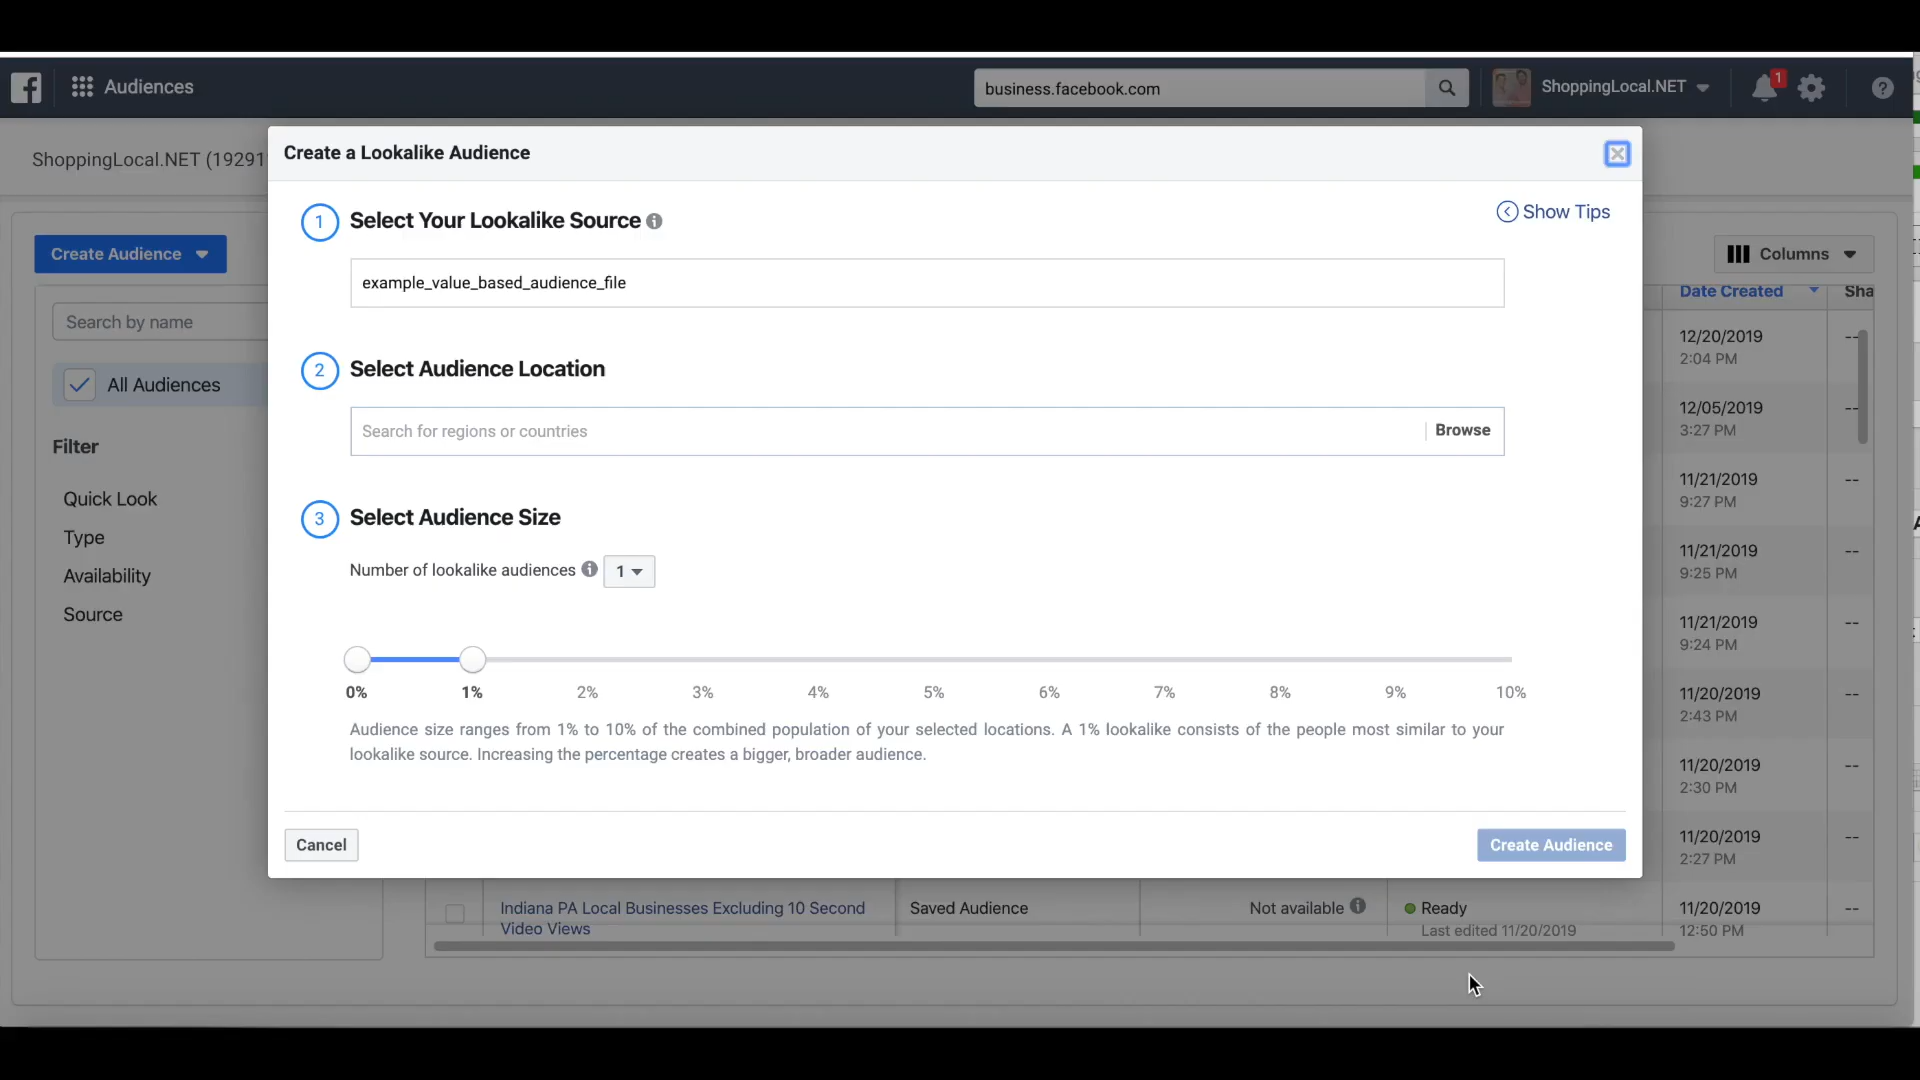 Audiences
business.facebook.com
ShoppingLocal.NET
1
?
ShoppingLocal.NET (19291
Create a Lookalike Audience
1 Select Your Lookalike Source
Show Tips
example_value_based_audience_file
2 Select Audience Location
Search for regions or countries
Browse
3 Select Audience Size
Number of lookalike audiences 1
0% 1% 2% 3% 4% 5% 6% 7% 8% 9% 10%
Audience size ranges from 1% to 10% of the combined population of your selected locations. A 1% lookalike consists of the people most similar to your
lookalike source. Increasing the percentage creates a bigger, broader audience.
Cancel
Create Audience
Create Audience
Search by name
All Audiences
Filter
Quick Look
Type
Availability
Source
Columns
Date Created Sha
12/20/2019 --
2:04 PM
12/05/2019 --
3:27 PM
11/21/2019 --
9:27 PM
11/21/2019 --
9:25 PM
11/21/2019 --
9:24 PM
11/20/2019 --
2:43 PM
11/20/2019 --
2:30 PM
11/20/2019 --
2:27 PM
Indiana PA Local Businesses Excluding 10 Second Saved Audience Not available Ready 11/20/2019 --
Video Views Last edited 11/20/2019 12:50 PM